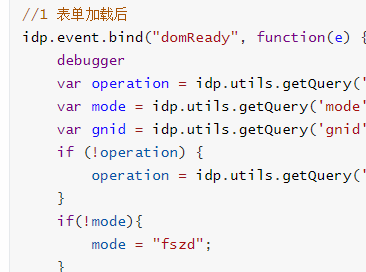 //1 表单加载后
idp.event.bind("domReady", function(e) {
debugger
var operation = idp.utils.getQuery('
var mode = idp.utils.getQuery('mode'
var gnid = idp.utils.getQuery('gnid'
if (!operation) {
operation = idp.utils.getQuery('
}
if(!mode){
mode = "fszd";
}